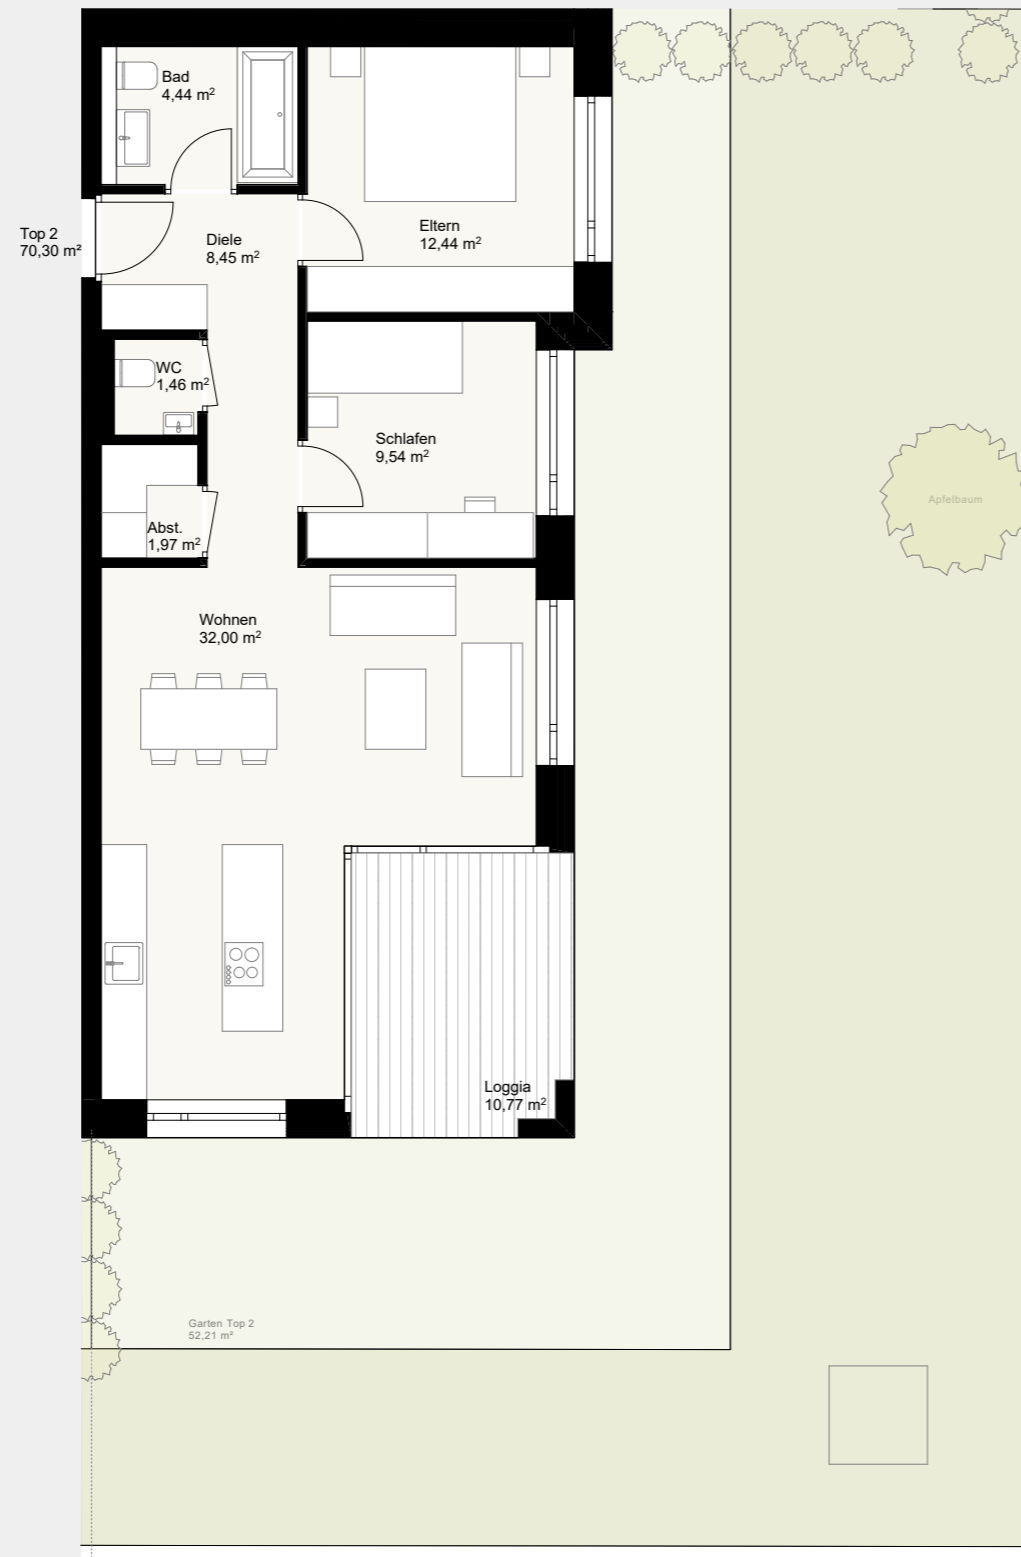 Bad
4,44 m²
Top 2
70,30 m²
Diele
8,45 m²
Eltern
12,44 m²
WC
1,46 m²
Schlafen
9,54 m²
Abst.
1,97 m²
Apfelbaum
Wohnen
32,00 m²
Loggia
10,77 m²
Garten Top 2
52,21 m²